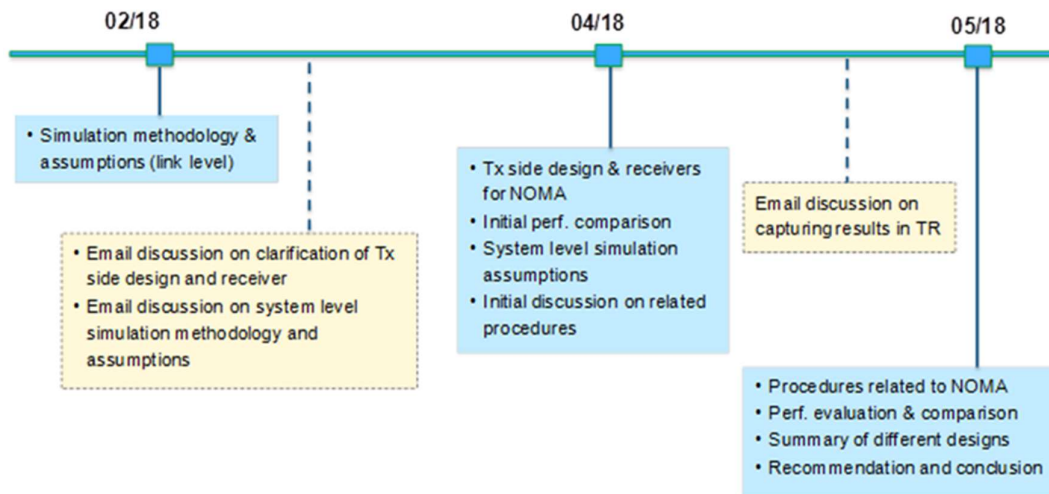 02/18
04/18
05/18
• Simulation methodology &
assumptions (link level)
• Email discussion on clarification of Tx
side design and receiver
• Email discussion on system level
simulation methodology and
assumptions
• Tx side design & receivers
for NOMA
• Initial perf. comparison
• System level simulation
assumptions
• Initial discussion on related
procedures
Email discussion on
capturing results in TR
• Procedures related to NOMA
• Perf. evaluation & comparison
• Summary of different designs
• Recommendation and conclusion